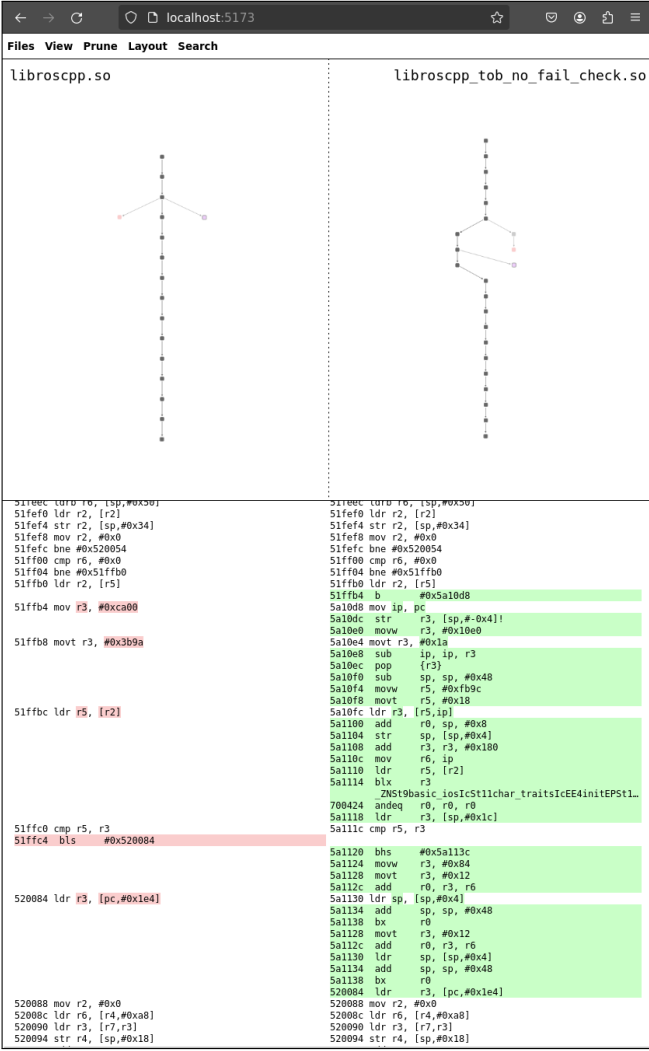 localhost:5173
Files View Prune Layout Search
libroscpp.so
libroscpp_tob_no_fail_check.so
51feec ldrb r6, [sp,#0x50]
51fef0 ldr r2, [r2]
51fef4 str r2, [sp,#0x34]
51fef8 mov r2, #0x0
51fefc bne #0x520054
51ff00 cmp r6, #0x0
51ff04 bne #0x51ffb0
51ffb0 ldr r2, [r5]
51ffb4 mov r3, #0xca00
51ffb8 movt r3, #0x3b9a
51ffbc ldr r5, [r2]
51ffc0 cmp r5, r3
51ffc4 bls #0x520084
520084 ldr r3, [pc,#0x1e4]
520088 mov r2, #0x0
52008c ldr r6, [r4,#0xa8]
520090 ldr r3, [r7,r3]
520094 str r4, [sp,#0x18]
51feec ldrb r6, [sp,#0x50]
51fef0 ldr r2, [r2]
51fef4 str r2, [sp,#0x34]
51fef8 mov r2, #0x0
51fefc bne #0x520054
51ff00 cmp r6, #0x0
51ff04 bne #0x51ffb0
51ffb0 ldr r2, [r5]
51ffb4 b #0x5a10d8
5a10d8 mov ip, pc
5a10dc str r3, [sp,#-0x4]!
5a10e0 movw r3, #0x10e0
5a10e4 movt r3, #0x1a
5a10e8 sub ip, ip, r3
5a10ec pop {r3}
5a10f0 sub sp, sp, #0x48
5a10f4 movw r5, #0xfb9c
5a10f8 movt r5, #0x18
5a10fc ldr r3, [r5,ip]
5a1100 add r0, sp, #0x8
5a1104 str sp, [sp,#0x4]
5a1108 add r3, r3, #0x180
5a110c mov r6, ip
5a1110 ldr r5, [r2]
5a1114 blx r3
_ZNSt9basic_iosIcSt11char_traitsIcEE4initEPSt1…
700424 andeq r0, r0, r0
5a1118 ldr r3, [sp,#0x1c]
5a111c cmp r5, r3
5a1120 bhs #0x5a113c
5a1124 movw r3, #0x84
5a1128 movt r3, #0x12
5a112c add r0, r3, r6
5a1130 ldr sp, [sp,#0x4]
5a1134 add sp, sp, #0x48
5a1138 bx r0
5a1128 movt r3, #0x12
5a112c add r0, r3, r6
5a1130 ldr sp, [sp,#0x4]
5a1134 add sp, sp, #0x48
5a1138 bx r0
520084 ldr r3, [pc,#0x1e4]
520088 mov r2, #0x0
52008c ldr r6, [r4,#0xa8]
520090 ldr r3, [r7,r3]
520094 str r4, [sp,#0x18]